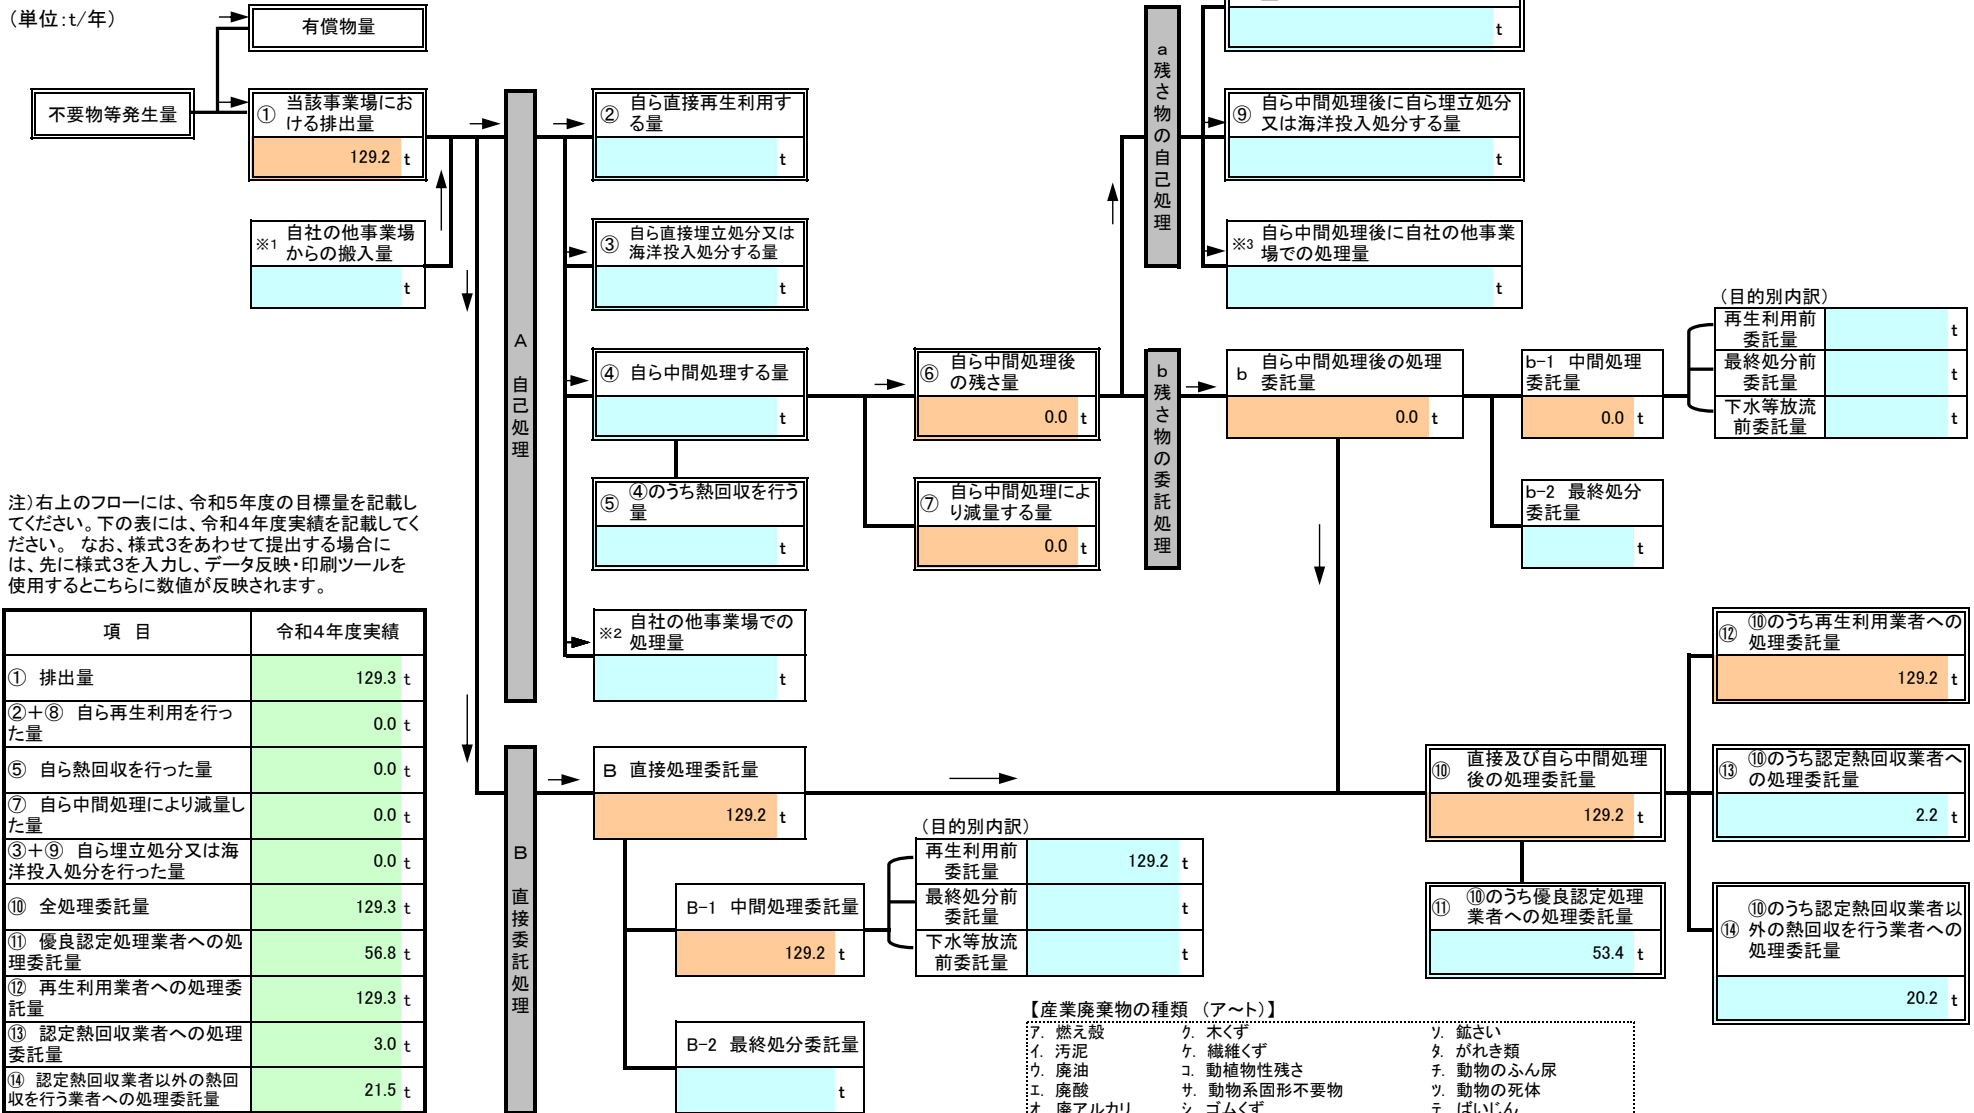 (単位:t/年)
有償物量
不要物等発生量
① 当該事業場にお
ける排出量
129.2 t
※1 自社の他事業場
からの搬入量
t
A 自己処理
② 自ら直接再生利用す
る量
t
③ 自ら直接埋立処分又は
海洋投入処分する量
t
④ 自ら中間処理する量
t
⑤ ④のうち熱回収を行う
量
t
※2 自社の他事業場での
処理量
t
⑥ 自ら中間処理後
の残さ量
0.0 t
⑦ 自ら中間処理によ
り減量する量
0.0 t
a 残さ物の自己処理
t
⑨ 自ら中間処理後に自ら埋立処分
又は海洋投入処分する量
t
※3 自ら中間処理後に自社の他事業
場での処理量
t
b 残さ物の委託処理
b 自ら中間処理後の処理
委託量
0.0 t
b-1 中間処理
委託量
0.0 t
b-2 最終処分
委託量
t
(目的別内訳)
再生利用前
委託量
t
最終処分前
委託量
t
下水等放流
前委託量
t
注)右上のフローには、令和5年度の目標量を記載し
てください。下の表には、令和4年度実績を記載してく
ださい。 なお、様式3をあわせて提出する場合に
は、先に様式3を入力し、データ反映・印刷ツールを
使用するとこちらに数値が反映されます。
項 目 令和4年度実績
① 排出量 129.3 t
②+⑧ 自ら再生利用を行っ
た量 0.0 t
⑤ 自ら熱回収を行った量 0.0 t
⑦ 自ら中間処理により減量し
た量 0.0 t
③+⑨ 自ら埋立処分又は海
洋投入処分を行った量 0.0 t
⑩ 全処理委託量 129.3 t
⑪ 優良認定処理業者への処
理委託量 56.8 t
⑫ 再生利用業者への処理委
託量 129.3 t
⑬ 認定熱回収業者への処理
委託量 3.0 t
⑭ 認定熱回収業者以外の熱回
収を行う業者への処理委託量 21.5 t
B 直接委託処理
B 直接処理委託量
129.2 t
B-1 中間処理委託量
129.2 t
B-2 最終処分委託量
t
(目的別内訳)
再生利用前
委託量
129.2 t
最終処分前
委託量
t
下水等放流
前委託量
t
⑩ 直接及び自ら中間処理
後の処理委託量
129.2 t
⑪ ⑩のうち優良認定処理
業者への処理委託量
53.4 t
⑫ ⑩のうち再生利用業者への
処理委託量
129.2 t
⑬ ⑩のうち認定熱回収業者へ
の処理委託量
2.2 t
⑭ ⑩のうち認定熱回収業者以
外の熱回収を行う業者への
処理委託量
20.2 t
【産業廃棄物の種類 (ア~ト)】
ア. 燃え殻 ク. 木くず ソ. 鉱さい
イ. 汚泥 ケ. 繊維くず タ. がれき類
ウ. 廃油 コ. 動植物性残さ チ. 動物のふん尿
エ. 廃酸 サ. 動物系固形不要物 ツ. 動物の死体
オ. 廃アルカリ シ. ゴムくず テ. ばいじん